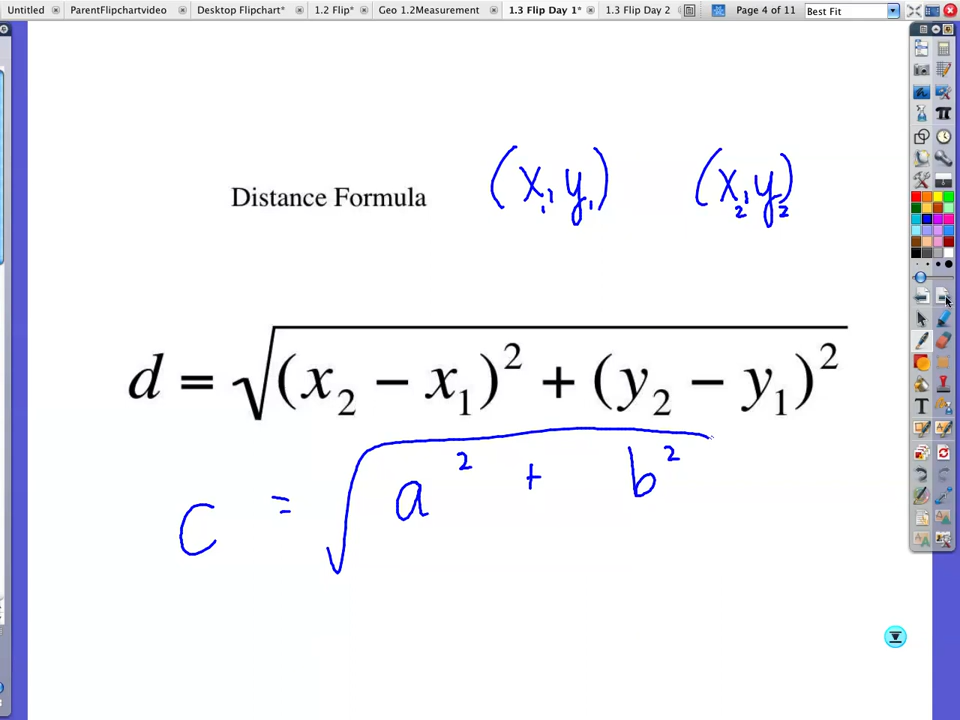 Untitled ParentFlipchartvideo Desktop Flipchart* 1.2 Flip* Geo 1.2Measurement 1.3 Flip Day 1* 1.3 Flip Day 2 Page 4 of 11 Best Fit
Distance Formula (x₁, y₁) (x₂, y₂)
d = √((x₂ − x₁)² + (y₂ − y₁)²)
c = √(a² + b²)